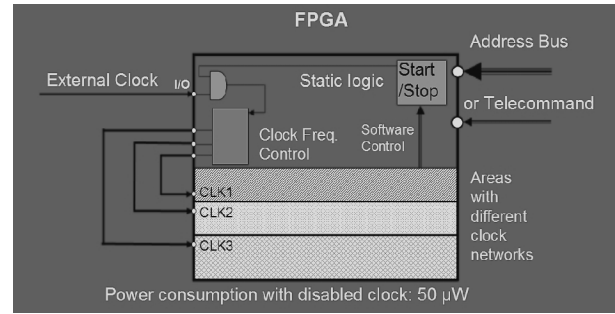 FPGA
Address Bus
External Clock
I/O
Static logic
Start
/Stop
or Telecommand
Clock Freq.
Control
Software
Control
Areas
with
different
clock
networks
CLK1
CLK2
CLK3
Power consumption with disabled clock: 50 µW